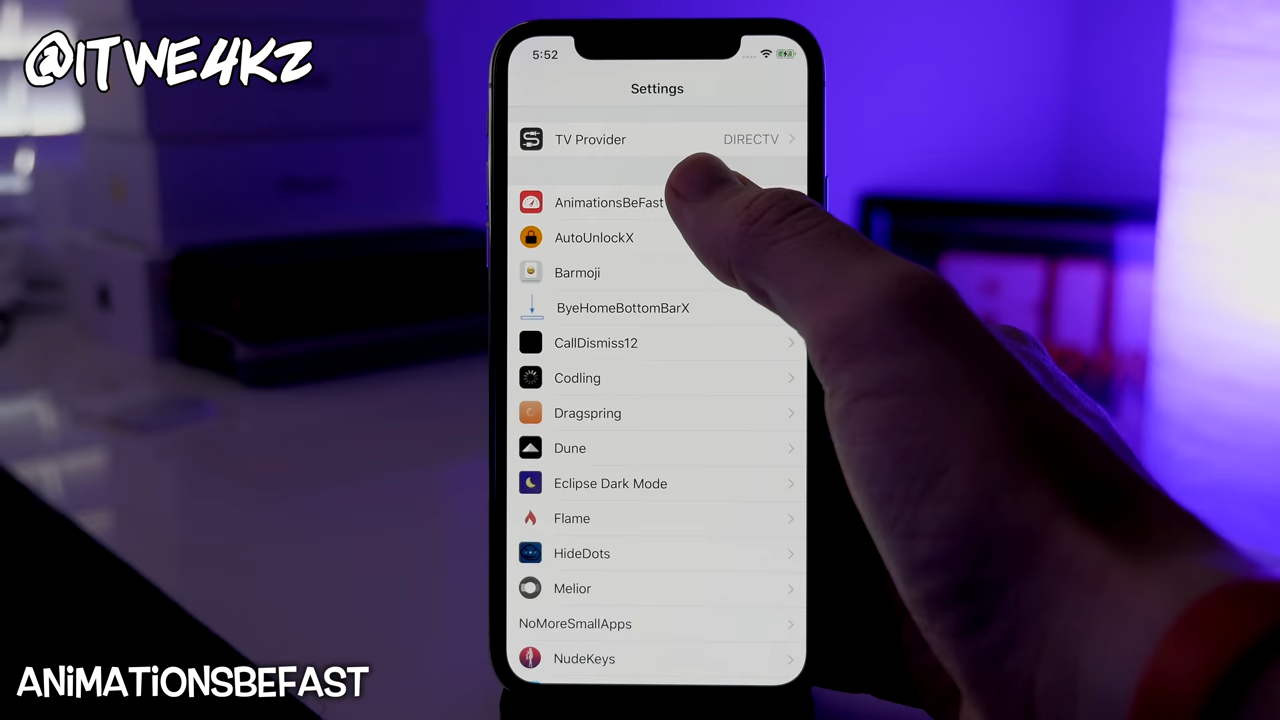 @iTWE4KZ
5:52
Settings
TV Provider DIRECTV
AnimationsBeFast
AutoUnlockX
Barmoji
ByeHomeBottomBarX
CallDismiss12
Codling
Dragspring
Dune
Eclipse Dark Mode
Flame
HideDots
Melior
NoMoreSmallApps
NudeKeys
ANiMATiONSBEFAST